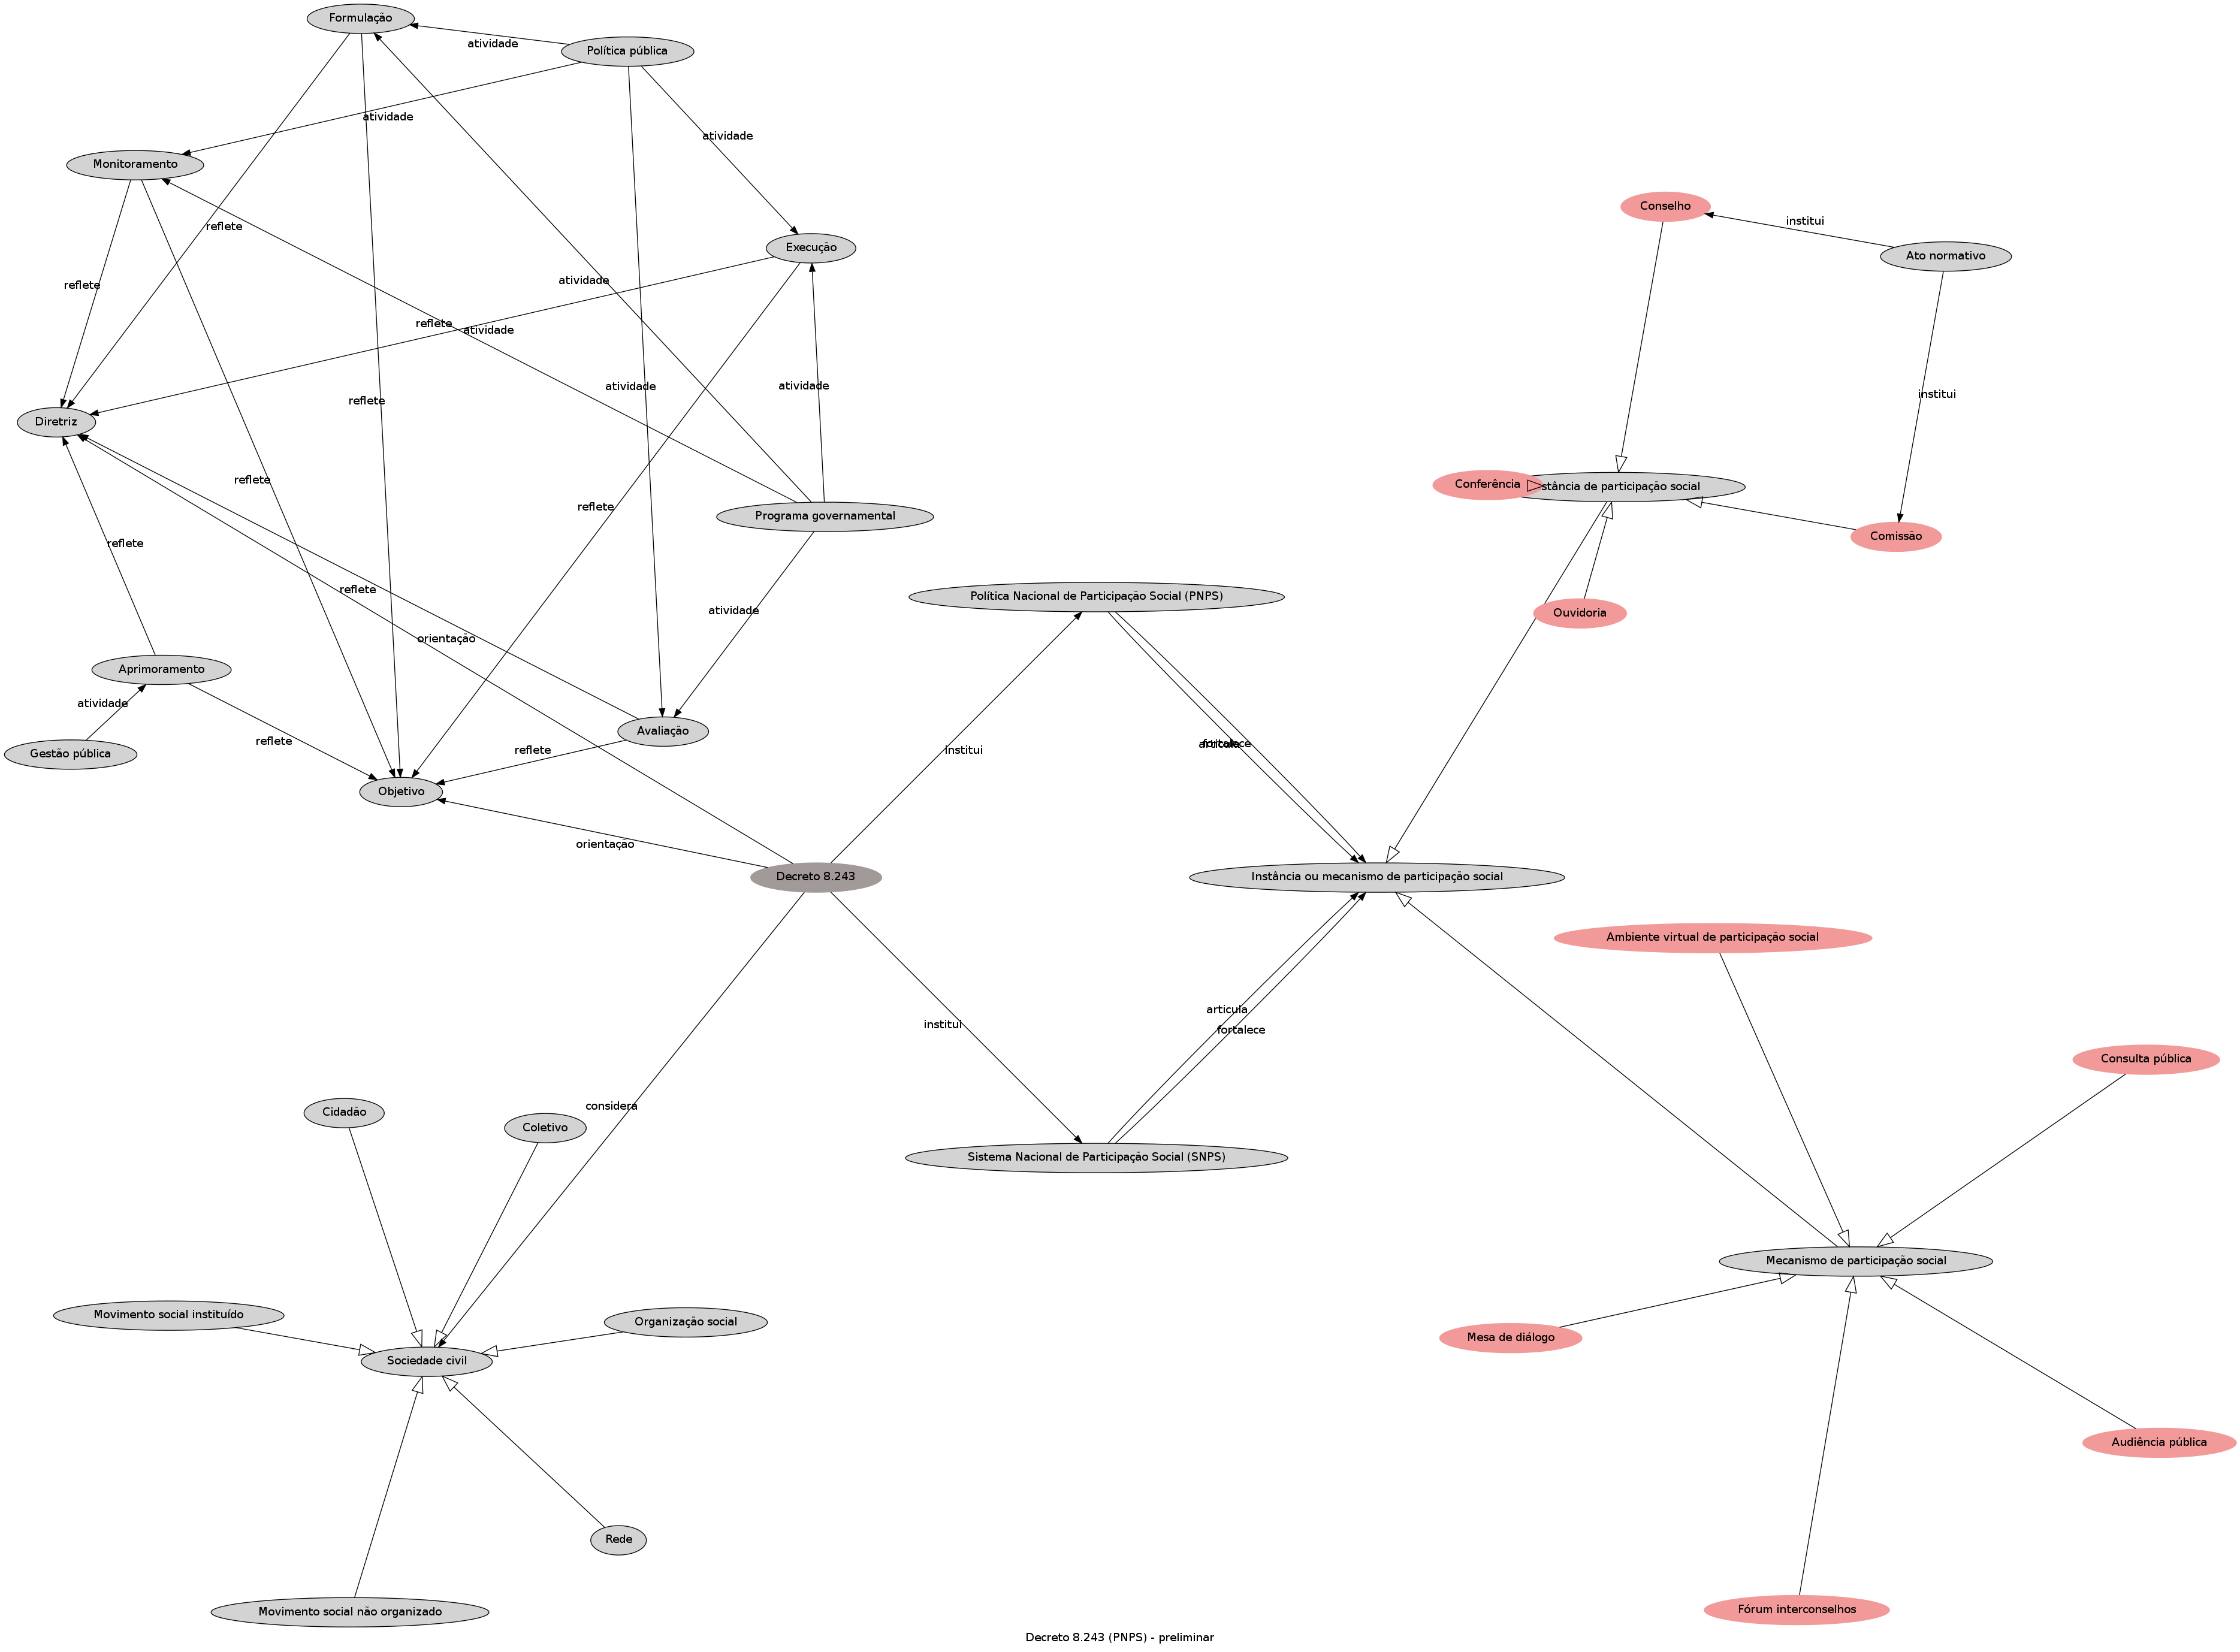 Formulação
Política pública
atividade
atividade
atividade
Monitoramento
Conselho
institui
reflete
Execução
Ato normativo
atividade
reflete
reflete
atividade
atividade
atividade
institui
reflete
Diretriz
reflete
Conferência
stância de participação social
reflete
Programa governamental
Comissão
reflete
reflete
Política Nacional de Participação Social (PNPS)
atividade
Ouvidoria
orientação
Aprimoramento
atividade
Avaliação
reflete
reflete
institui
articula
fortalece
Gestão pública
Objetivo
orientação
Decreto 8.243
Instância ou mecanismo de participação social
Ambiente virtual de participação social
articula
institui
fortalece
Consulta pública
Cidadão
considera
Coletivo
Sistema Nacional de Participação Social (SNPS)
Mecanismo de participação social
Movimento social instituído
Organização social
Mesa de diálogo
Sociedade civil
Audiência pública
Rede
Movimento social não organizado
Fórum interconselhos
Decreto 8.243 (PNPS) - preliminar